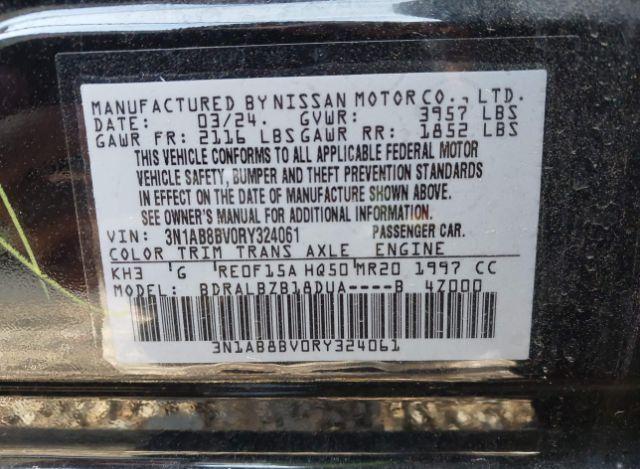 MANUFACTURED BY NISSAN MOTOR CO., LTD.
DATE: 03/24. GVWR: 3957 LBS
GAWR FR: 2116 LBS GAWR RR: 1852 LBS
THIS VEHICLE CONFORMS TO ALL APPLICABLE FEDERAL MOTOR
VEHICLE SAFETY, BUMPER AND THEFT PREVENTION STANDARDS
IN EFFECT ON THE DATE OF MANUFACTURE SHOWN ABOVE.
SEE OWNER'S MANUAL FOR ADDITIONAL INFORMATION.
VIN: 3N1AB8BV0RY324061 PASSENGER CAR.
COLOR TRIM TRANS AXLE ENGINE
KH3 G RE0F15A HQ50 MR20 1997 CC
MODEL: BDRALBZB18DUA----B 4Z000
3N1AB8BV0RY324061